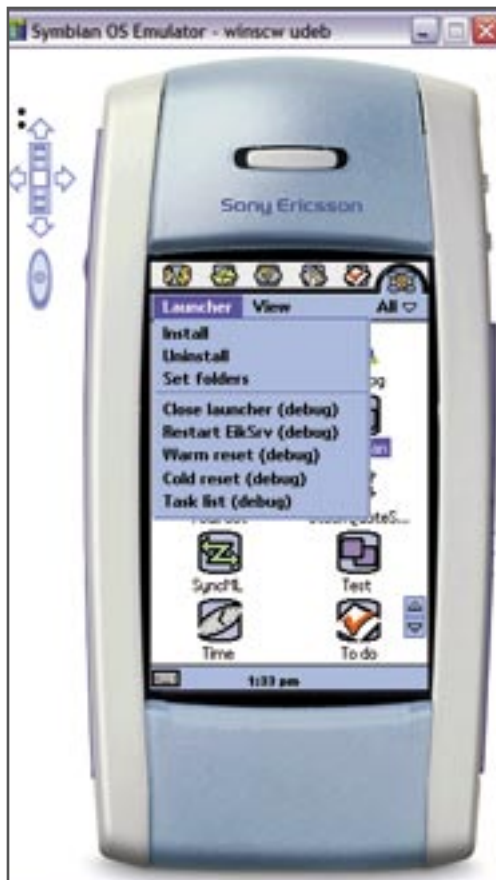 Symbian OS Emulator - winscw udeb
Sony Ericsson
Launcher View All
Install
Uninstall
Set folders
Close launcher (debug)
Restart EikSrv (debug)
Warm reset (debug)
Cold reset (debug)
Task list (debug)
SyncML Test
Time To do
1:33 pm